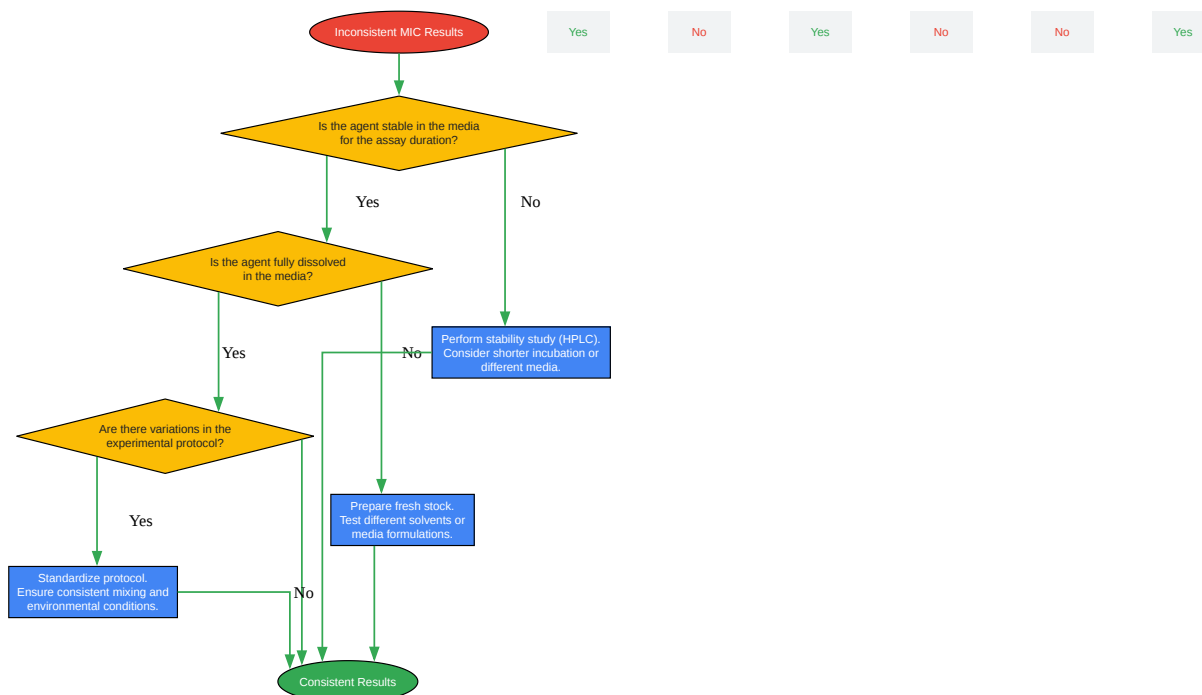 Inconsistent MIC Results
Yes
No
Yes
No
No
Yes
Is the agent stable in the media
for the assay duration?
Yes
No
Is the agent fully dissolved
in the media?
Perform stability study (HPLC).
Consider shorter incubation or
different media.
Yes
No
Are there variations in the
experimental protocol?
Prepare fresh stock.
Test different solvents or
media formulations.
Yes
Standardize protocol.
Ensure consistent mixing and
environmental conditions.
No
Consistent Results